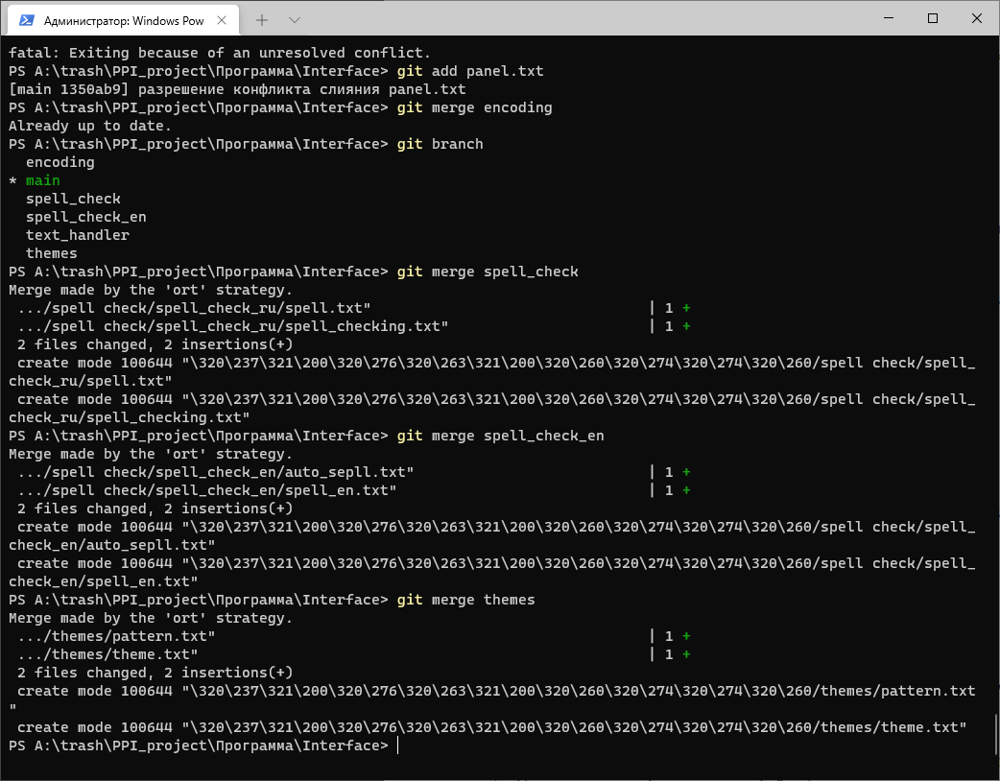 Администратор: Windows Pow
fatal: Exiting because of an unresolved conflict.
PS A:\trash\PPI_project\Программа\Interface> git add panel.txt
[main 1350ab9] разрешение конфликта слияния panel.txt
PS A:\trash\PPI_project\Программа\Interface> git merge encoding
Already up to date.
PS A:\trash\PPI_project\Программа\Interface> git branch
  encoding
* main
  spell_check
  spell_check_en
  text_handler
  themes
PS A:\trash\PPI_project\Программа\Interface> git merge spell_check
Merge made by the 'ort' strategy.
 .../spell check/spell_check_ru/spell.txt" | 1 +
 .../spell check/spell_check_ru/spell_checking.txt" | 1 +
 2 files changed, 2 insertions(+)
 create mode 100644 "\320\237\321\200\320\276\320\263\321\200\320\260\320\274\320\274\320\260/spell check/spell_
check_ru/spell.txt"
 create mode 100644 "\320\237\321\200\320\276\320\263\321\200\320\260\320\274\320\274\320\260/spell check/spell_
check_ru/spell_checking.txt"
PS A:\trash\PPI_project\Программа\Interface> git merge spell_check_en
Merge made by the 'ort' strategy.
 .../spell check/spell_check_en/auto_sepll.txt" | 1 +
 .../spell check/spell_check_en/spell_en.txt" | 1 +
 2 files changed, 2 insertions(+)
 create mode 100644 "\320\237\321\200\320\276\320\263\321\200\320\260\320\274\320\274\320\260/spell check/spell_
check_en/auto_sepll.txt"
 create mode 100644 "\320\237\321\200\320\276\320\263\321\200\320\260\320\274\320\274\320\260/spell check/spell_
check_en/spell_en.txt"
PS A:\trash\PPI_project\Программа\Interface> git merge themes
Merge made by the 'ort' strategy.
 .../themes/pattern.txt" | 1 +
 .../themes/theme.txt" | 1 +
 2 files changed, 2 insertions(+)
 create mode 100644 "\320\237\321\200\320\276\320\263\321\200\320\260\320\274\320\274\320\260/themes/pattern.txt
"
 create mode 100644 "\320\237\321\200\320\276\320\263\321\200\320\260\320\274\320\274\320\260/themes/theme.txt"
PS A:\trash\PPI_project\Программа\Interface>